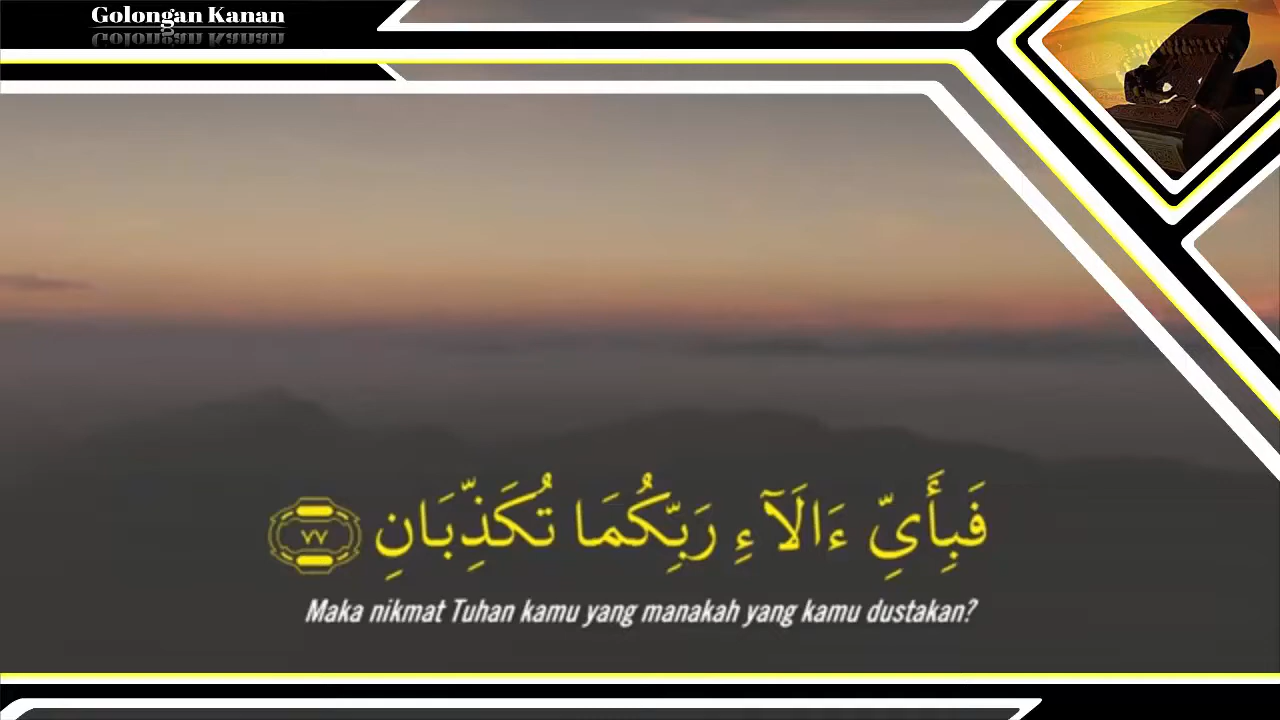 Golongan Kanan
فَبِأَيِّ ءَالَآءِ رَبِّكُمَا تُكَذِّبَانِ ٧٧
Maka nikmat Tuhan kamu yang manakah yang kamu dustakan?